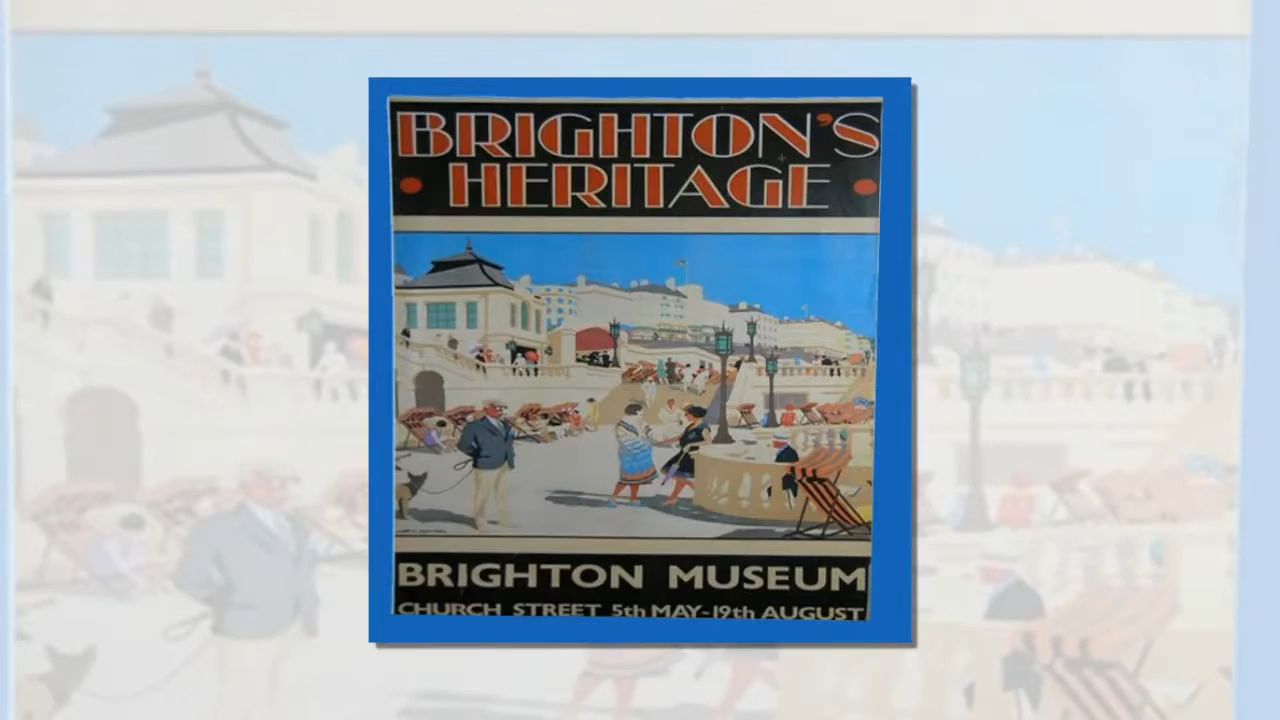 BRIGHTON'S
HERITAGE
BRIGHTON MUSEUM
CHURCH STREET 5th MAY-19th AUGUST